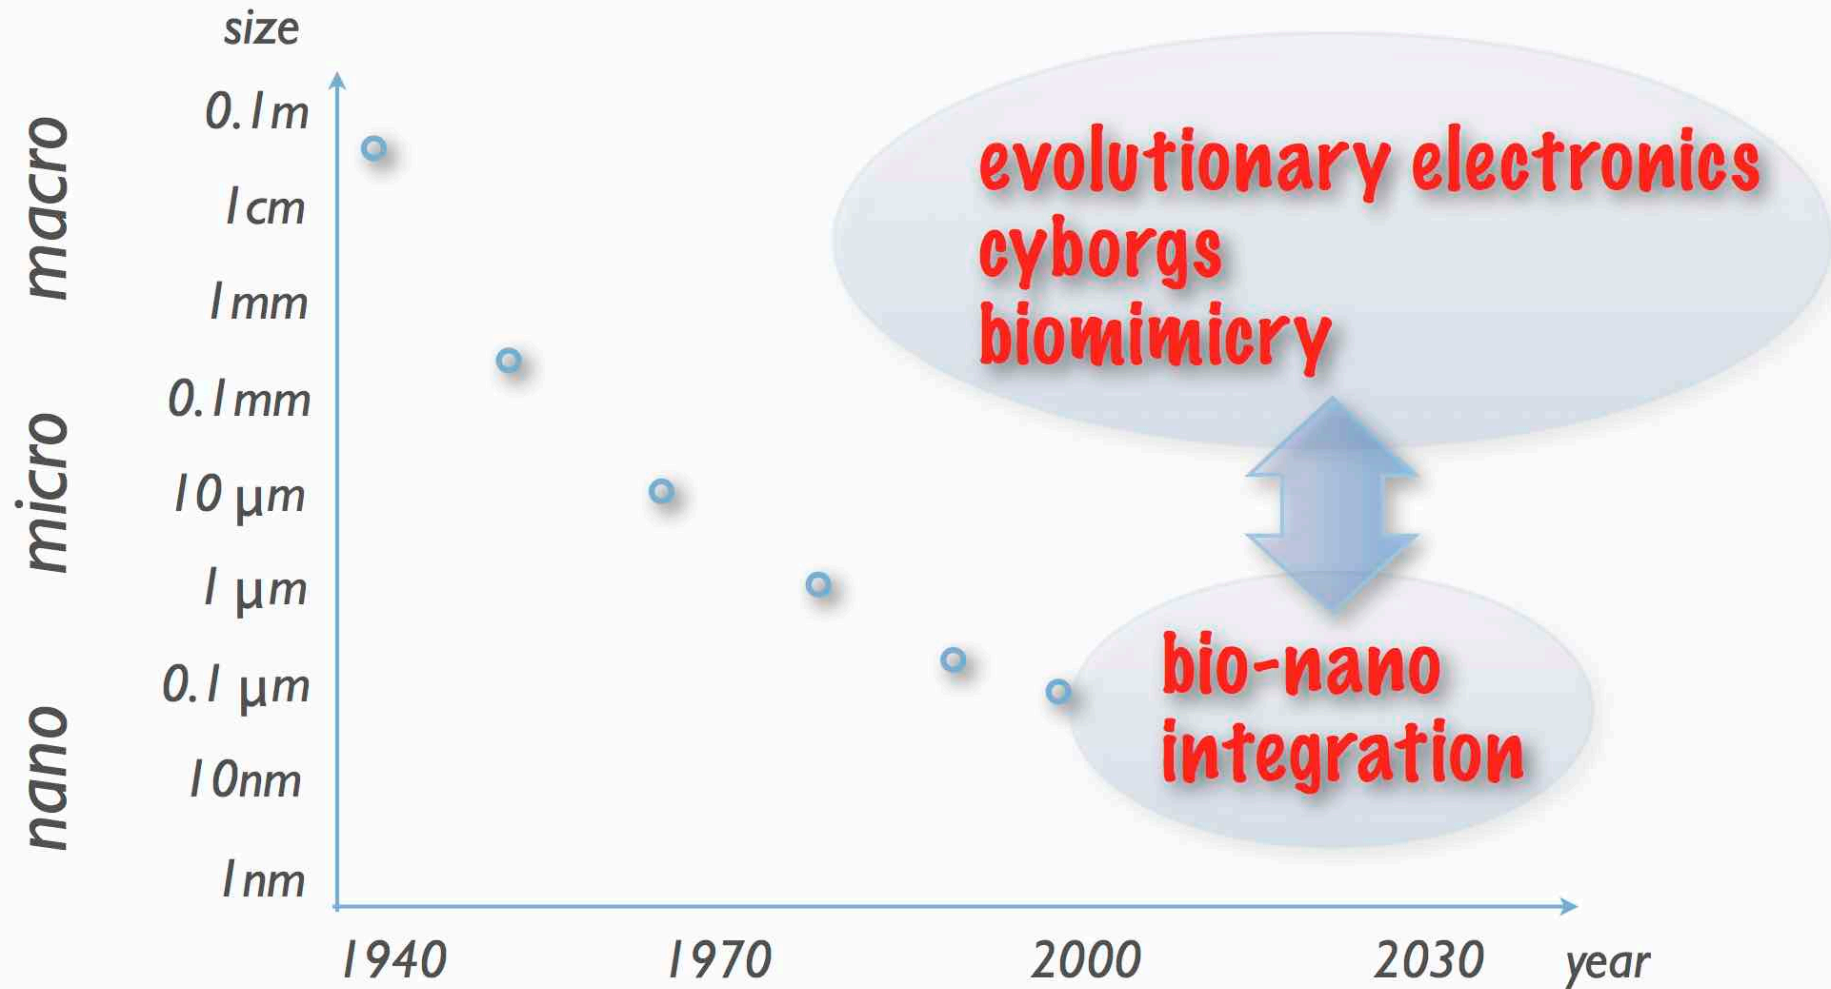 size
macro
0.1m
1cm
1mm
micro
0.1mm
10 µm
1 µm
nano
0.1 µm
10nm
1nm
evolutionary electronics
cyborgs
biomimicry
bio-nano
integration
1940 1970 2000 2030 year